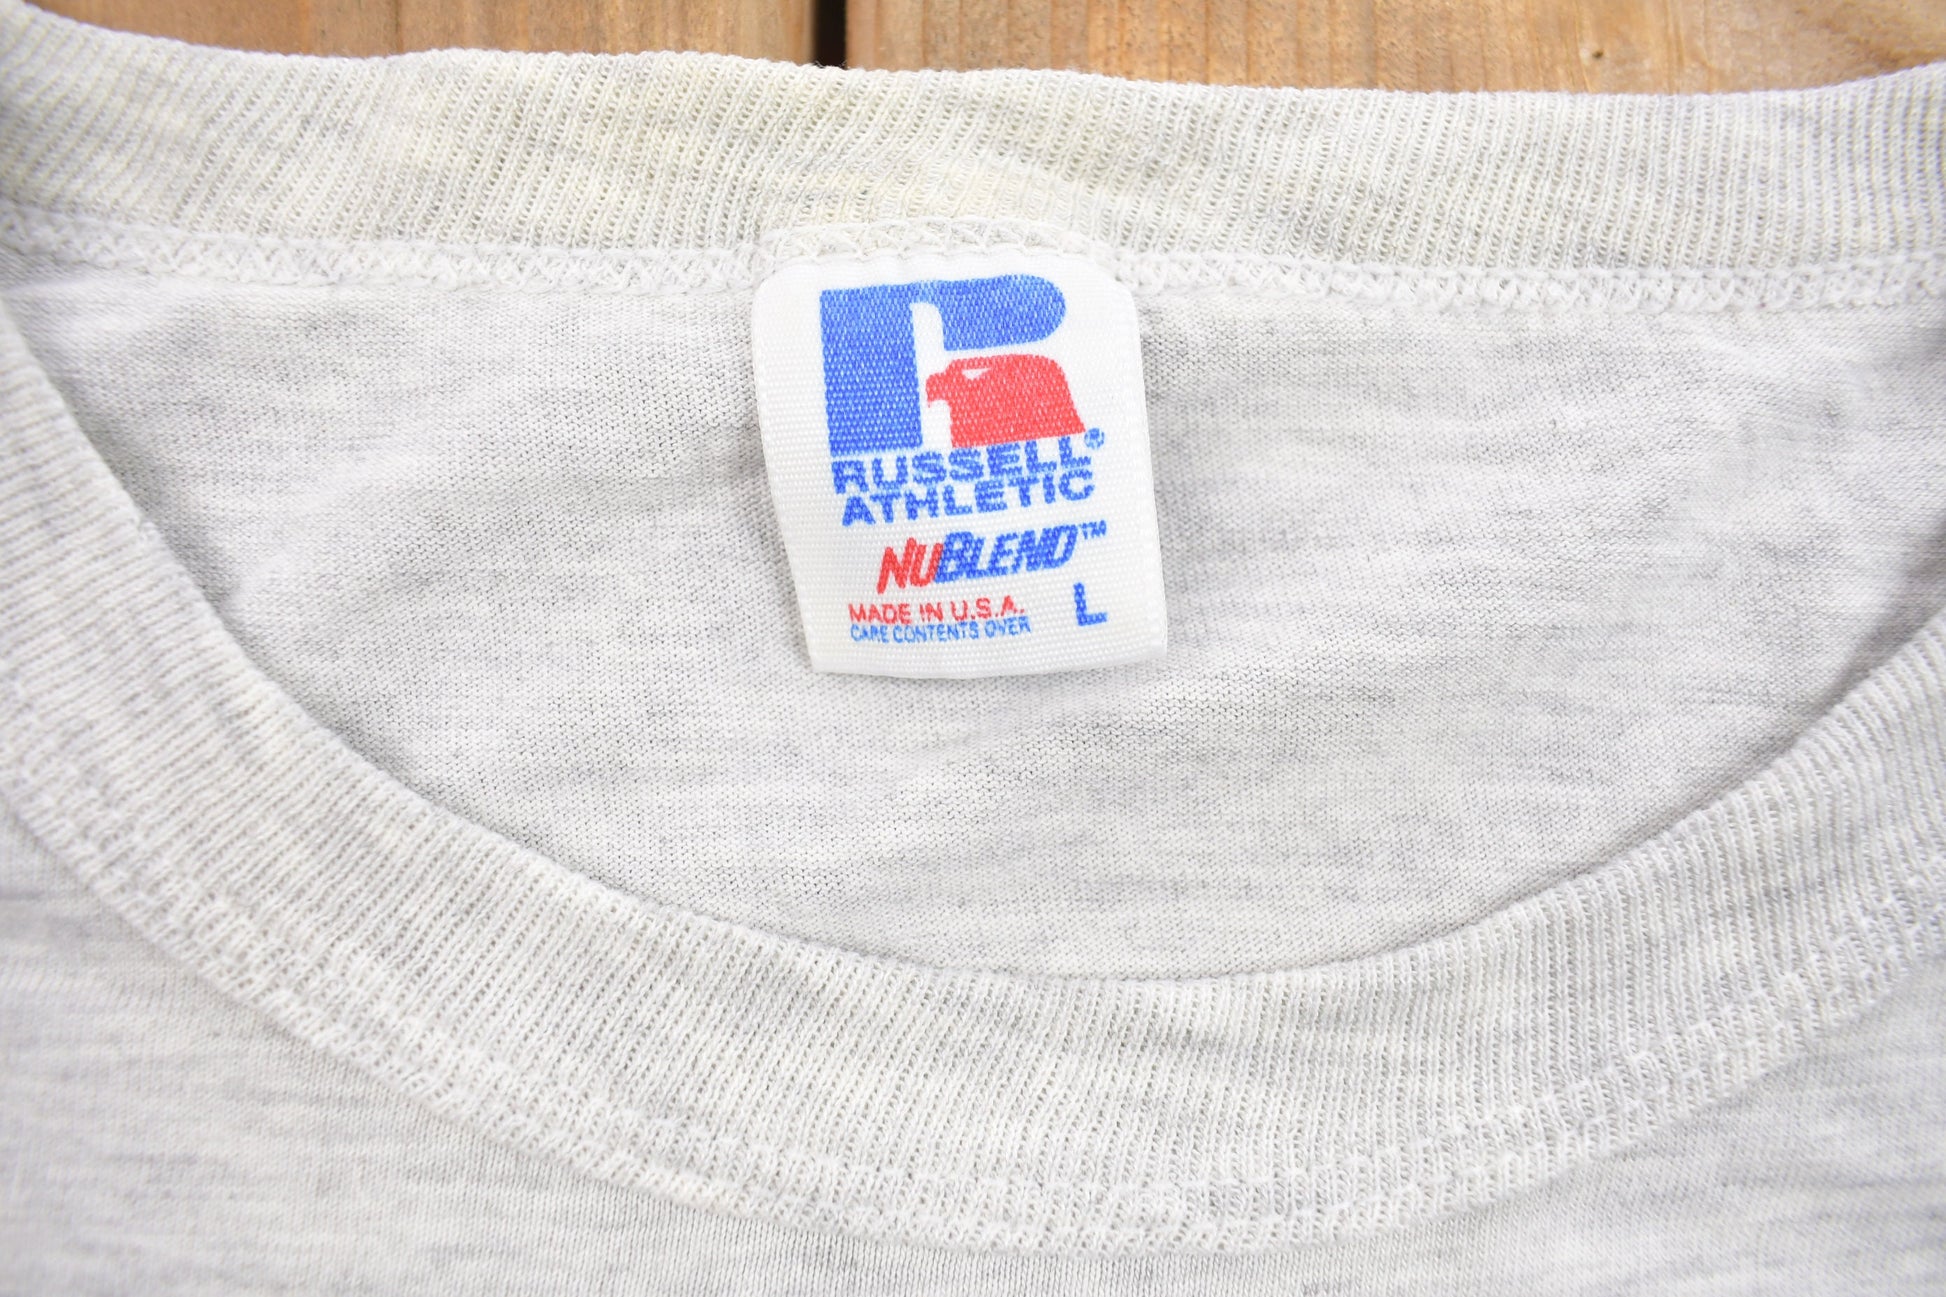 RUSSELL®
ATHLETIC
NUBLEND™
MADE IN U.S.A. L
CARE CONTENTS OVER